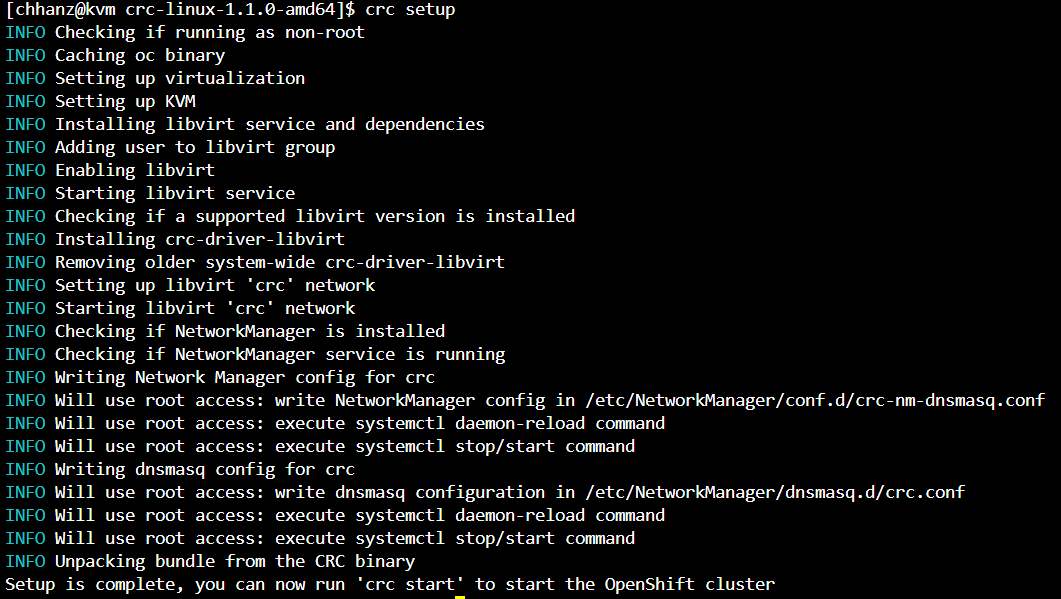 [chhanz@kvm crc-linux-1.1.0-amd64]$ crc setup
INFO Checking if running as non-root
INFO Caching oc binary
INFO Setting up virtualization
INFO Setting up KVM
INFO Installing libvirt service and dependencies
INFO Adding user to libvirt group
INFO Enabling libvirt
INFO Starting libvirt service
INFO Checking if a supported libvirt version is installed
INFO Installing crc-driver-libvirt
INFO Removing older system-wide crc-driver-libvirt
INFO Setting up libvirt 'crc' network
INFO Starting libvirt 'crc' network
INFO Checking if NetworkManager is installed
INFO Checking if NetworkManager service is running
INFO Writing Network Manager config for crc
INFO Will use root access: write NetworkManager config in /etc/NetworkManager/conf.d/crc-nm-dnsmasq.conf
INFO Will use root access: execute systemctl daemon-reload command
INFO Will use root access: execute systemctl stop/start command
INFO Writing dnsmasq config for crc
INFO Will use root access: write dnsmasq configuration in /etc/NetworkManager/dnsmasq.d/crc.conf
INFO Will use root access: execute systemctl daemon-reload command
INFO Will use root access: execute systemctl stop/start command
INFO Unpacking bundle from the CRC binary
Setup is complete, you can now run 'crc start' to start the OpenShift cluster